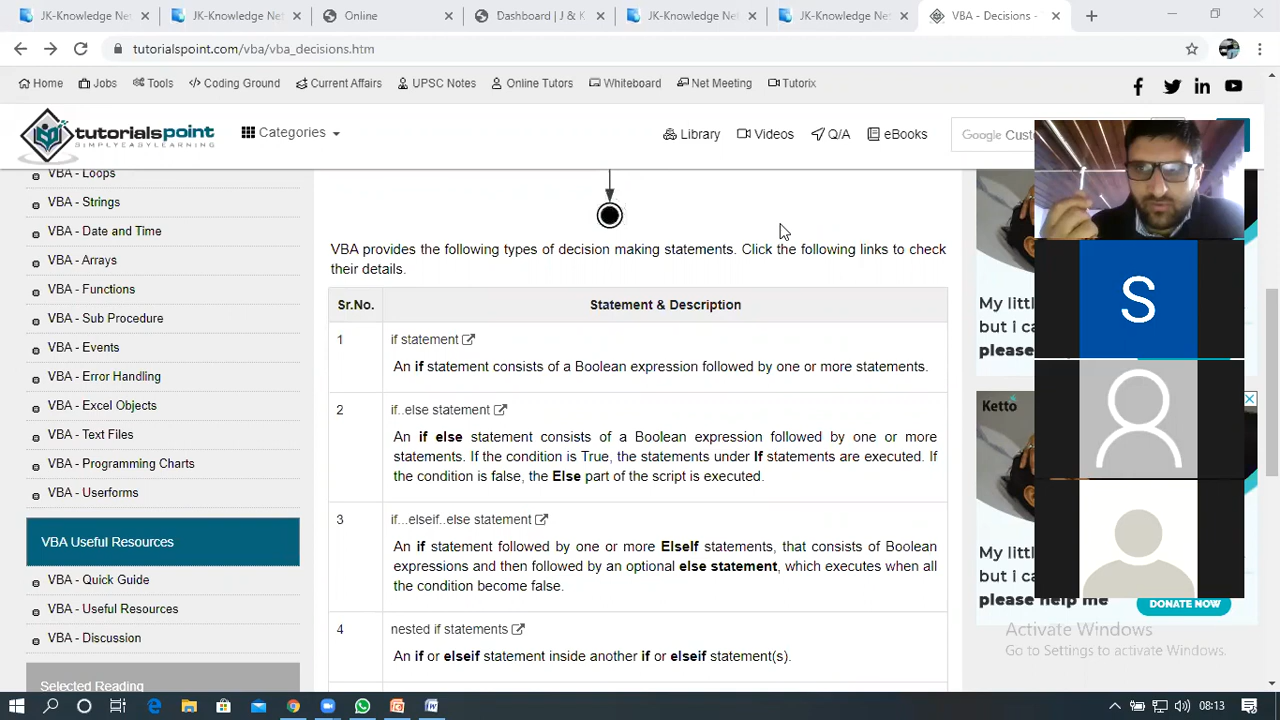 JK-Knowledge Ne
JK-Knowledge Net
Online
Dashboard | J & K
JK-Knowledge Ne
JK-Knowledge Net
VBA - Decisions -
tutorialspoint.com/vba/vba_decisions.htm
Home
Jobs
Tools
Coding Ground
Current Affairs
UPSC Notes
Online Tutors
Whiteboard
Net Meeting
Tutorix
tutorialspoint
SIMPLYEASYLEARNING
Categories
Library
Videos
Q/A
eBooks
Google Custo
VBA - Loops
VBA - Strings
VBA - Date and Time
VBA - Arrays
VBA - Functions
VBA - Sub Procedure
VBA - Events
VBA - Error Handling
VBA - Excel Objects
VBA - Text Files
VBA - Programming Charts
VBA - Userforms
VBA Useful Resources
VBA - Quick Guide
VBA - Useful Resources
VBA - Discussion
Selected Reading
VBA provides the following types of decision making statements. Click the following links to check
their details.
Sr.No. Statement & Description
1 if statement
An if statement consists of a Boolean expression followed by one or more statements.
2 if..else statement
An if else statement consists of a Boolean expression followed by one or more
statements. If the condition is True, the statements under If statements are executed. If
the condition is false, the Else part of the script is executed.
3 if...elseif..else statement
An if statement followed by one or more ElseIf statements, that consists of Boolean
expressions and then followed by an optional else statement, which executes when all
the condition become false.
4 nested if statements
An if or elseif statement inside another if or elseif statement(s).
My littl
but i ca
please
S
Ketto
My littl
but i ca
please help me
DONATE NOW
Activate Windows
Go to Settings to activate Windows.
08:13